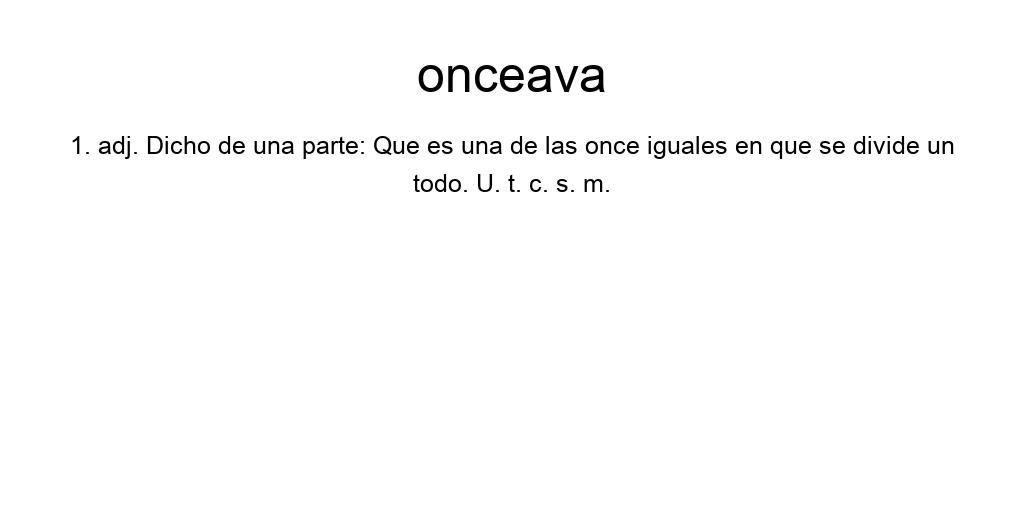 onceava
1. adj. Dicho de una parte: Que es una de las once iguales en que se divide un
todo. U. t. c. s. m.